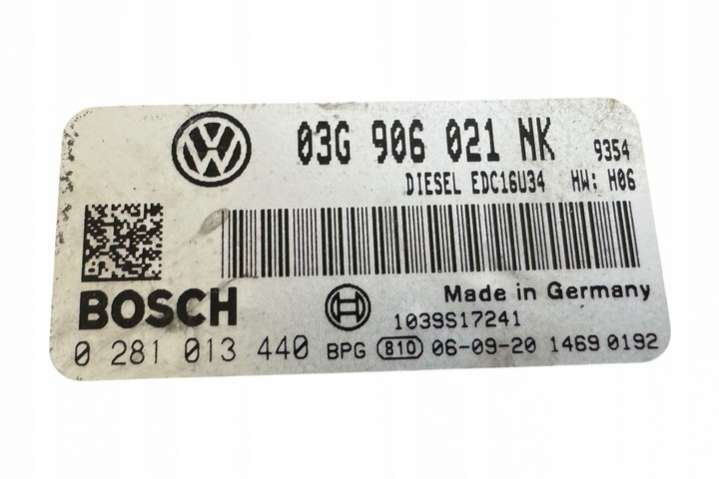 03G 906 021 NK 9354
DIESEL EDC16U34 HW: H06
BOSCH
Made in Germany
1039S17241
0 281 013 440 BPG 810 06-09-20 1469 0192